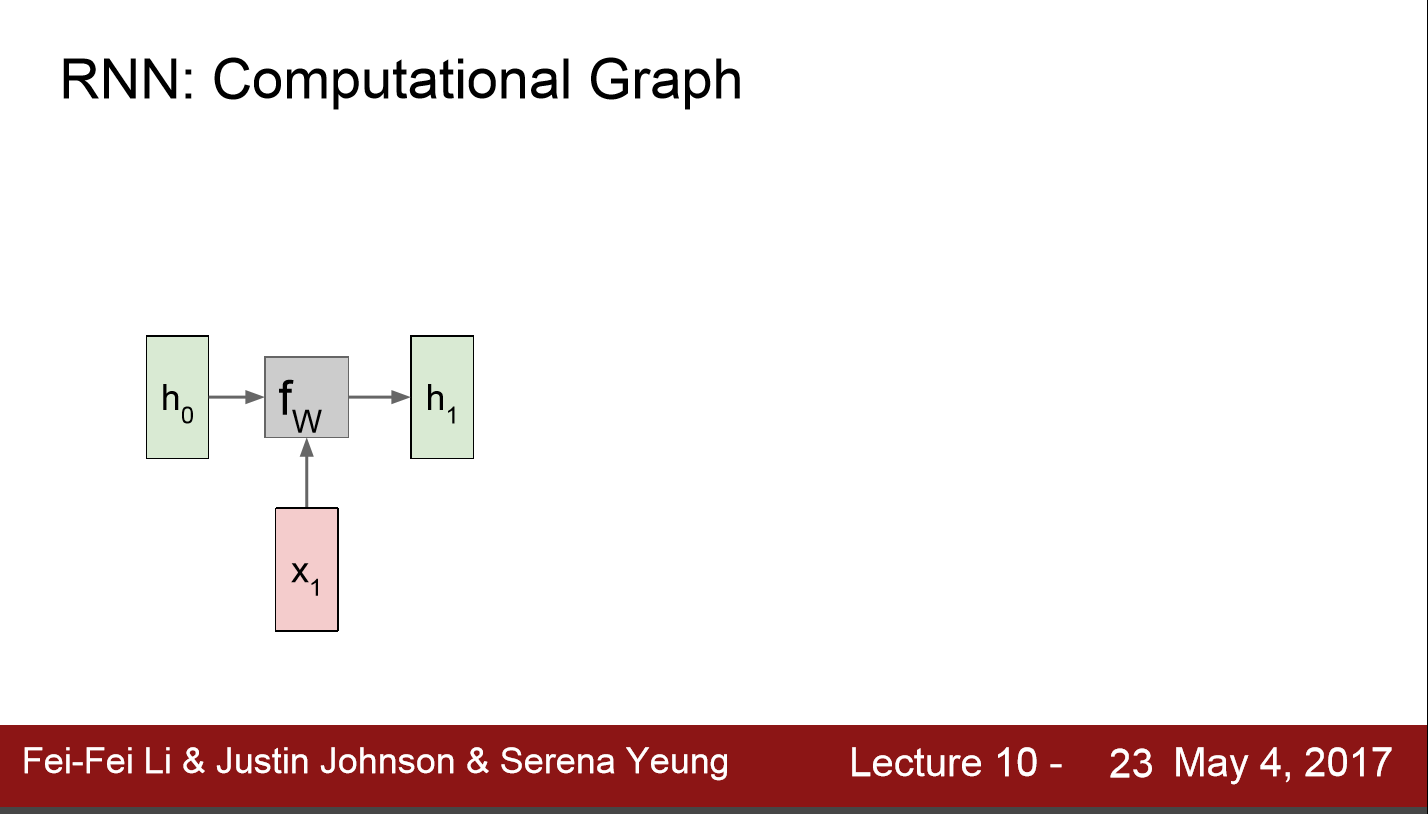 RNN: Computational Graph
h0
fW
h1
x1
Fei-Fei Li & Justin Johnson & Serena Yeung
Lecture 10 - 23 May 4, 2017